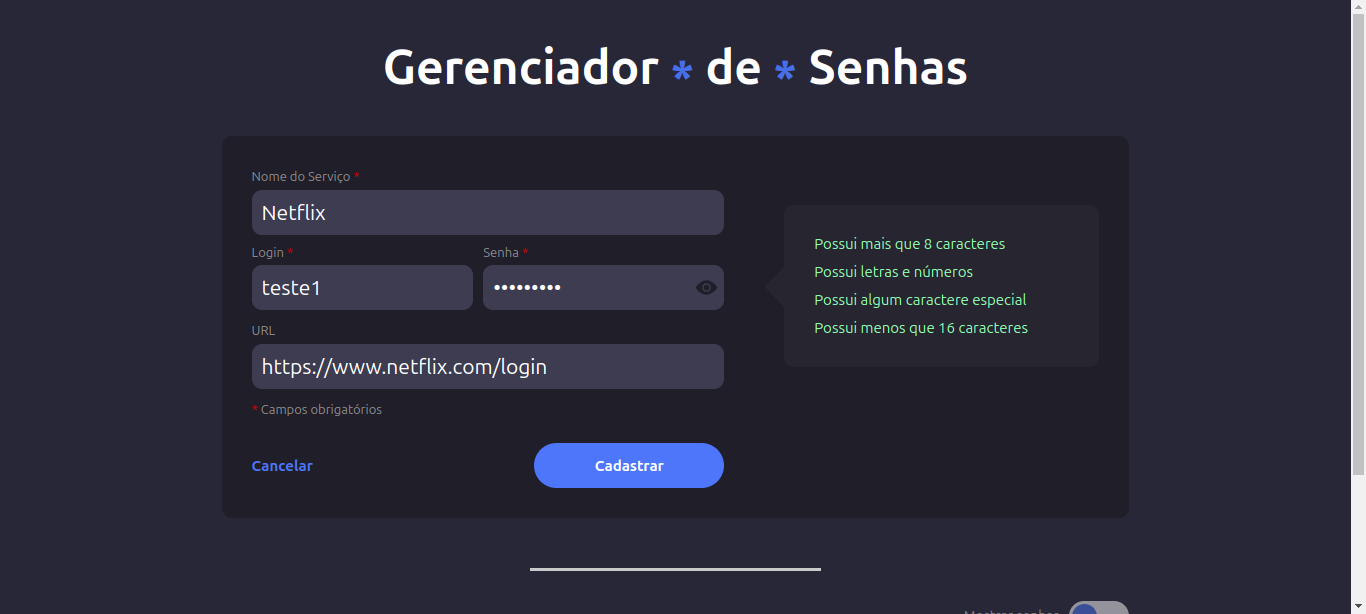 Gerenciador * de * Senhas
Nome do Serviço *
Netflix
Login *
Senha *
teste1
•••••••••
URL
https://www.netflix.com/login
* Campos obrigatórios
Cancelar
Cadastrar
Possui mais que 8 caracteres
Possui letras e números
Possui algum caractere especial
Possui menos que 16 caracteres